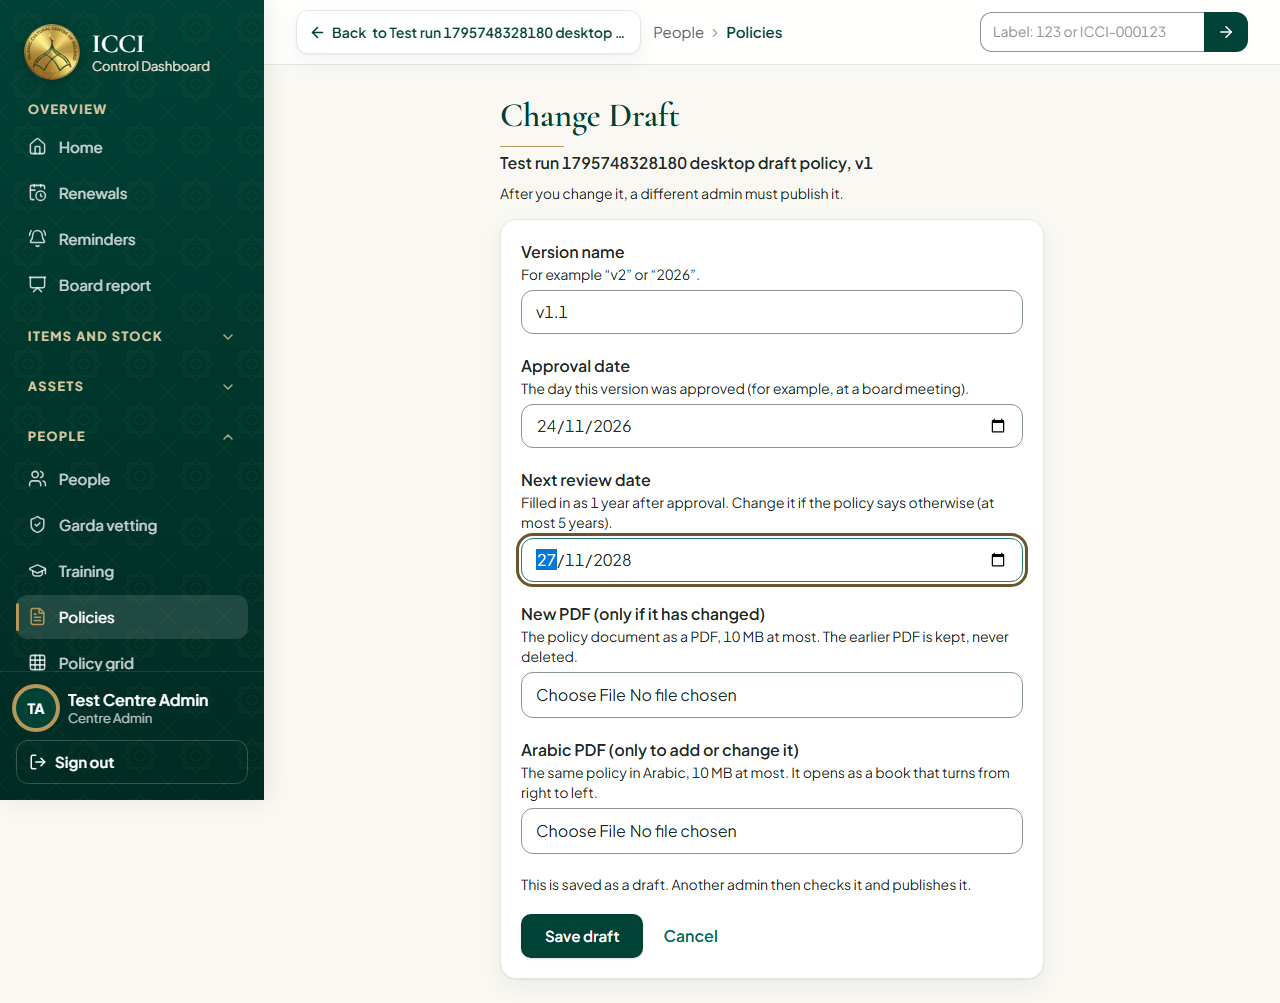 ICCI
Control Dashboard
OVERVIEW
Home
Renewals
Reminders
Board report
ITEMS AND STOCK
ASSETS
PEOPLE
People
Garda vetting
Training
Policies
Policy grid
TA
Test Centre Admin
Centre Admin
Sign out
Back to Test run 1795748328180 desktop ...
People > Policies
Label: 123 or ICCI-000123
Change Draft
Test run 1795748328180 desktop draft policy, v1
After you change it, a different admin must publish it.
Version name
For example “v2” or “2026”.
v1.1
Approval date
The day this version was approved (for example, at a board meeting).
24/11/2026
Next review date
Filled in as 1 year after approval. Change it if the policy says otherwise (at
most 5 years).
27/11/2028
New PDF (only if it has changed)
The policy document as a PDF, 10 MB at most. The earlier PDF is kept, never
deleted.
Choose File No file chosen
Arabic PDF (only to add or change it)
The same policy in Arabic, 10 MB at most. It opens as a book that turns from
right to left.
Choose File No file chosen
This is saved as a draft. Another admin then checks it and publishes it.
Save draft
Cancel